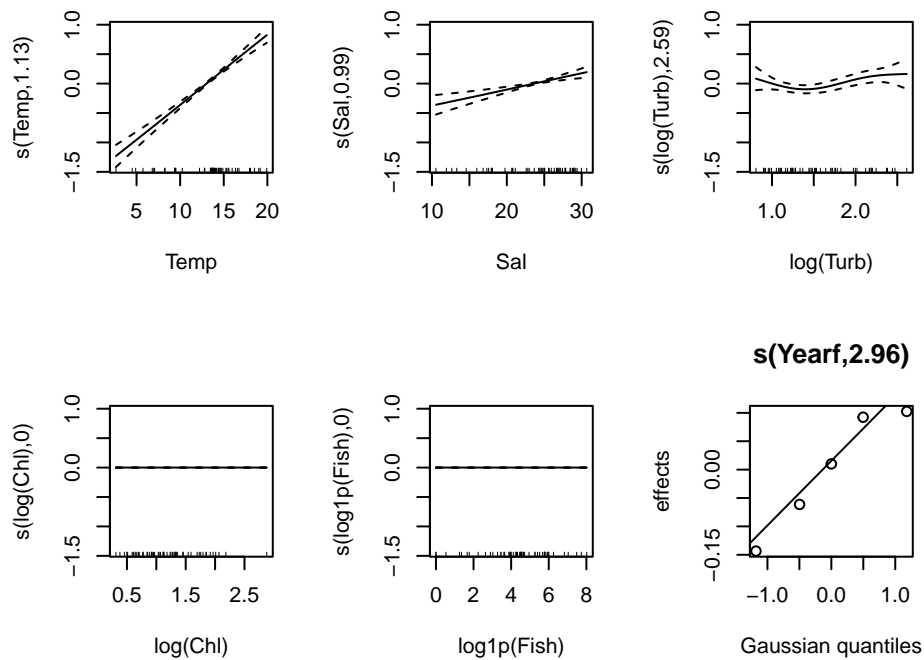 s(Temp,1.13)
1.0
0.0
−1.5
5 10 15 20
Temp
s(Sal,0.99)
1.0
0.0
−1.5
10 20 30
Sal
s(log(Turb),2.59)
1.0
0.0
−1.5
1.0 2.0
log(Turb)
s(log(Chl),0)
1.0
0.0
−1.5
0.5 1.5 2.5
log(Chl)
s(log1p(Fish),0)
1.0
0.0
−1.5
0 2 4 6 8
log1p(Fish)
s(Yearf,2.96)
effects
0.00
−0.15
−1.0 0.0 1.0
Gaussian quantiles